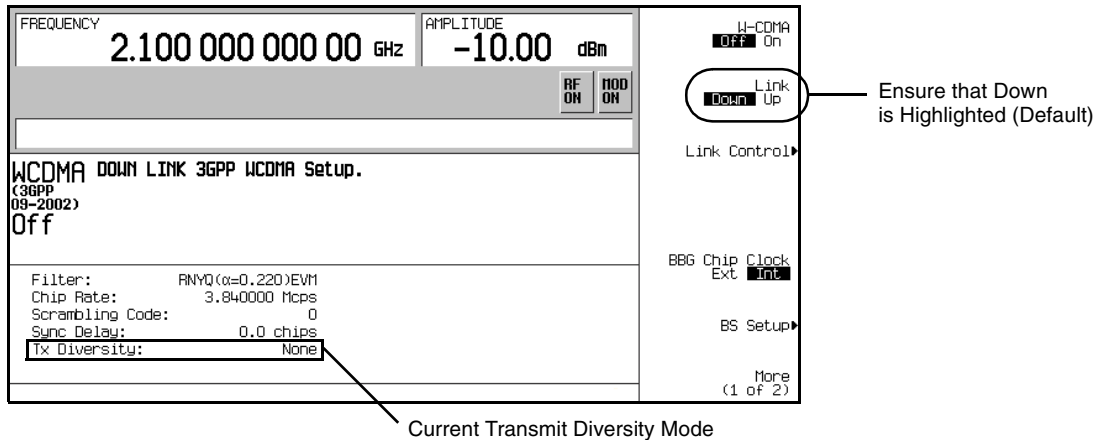 FREQUENCY
2.100 000 000 00 GHz
AMPLITUDE
-10.00 dBm
RF ON
MOD ON
WCDMA DOWN LINK 3GPP WCDMA Setup.
(3GPP
09-2002)
Off
Filter: RNYQ(α=0.220)EVM
Chip Rate: 3.840000 Mcps
Scrambling Code: 0
Sync Delay: 0.0 chips
Tx Diversity: None
W-CDMA
Off On
Link
Down Up
Link Control▶
BBG Chip Clock
Ext Int
BS Setup▶
More
(1 of 2)
Ensure that Down
is Highlighted (Default)
Current Transmit Diversity Mode